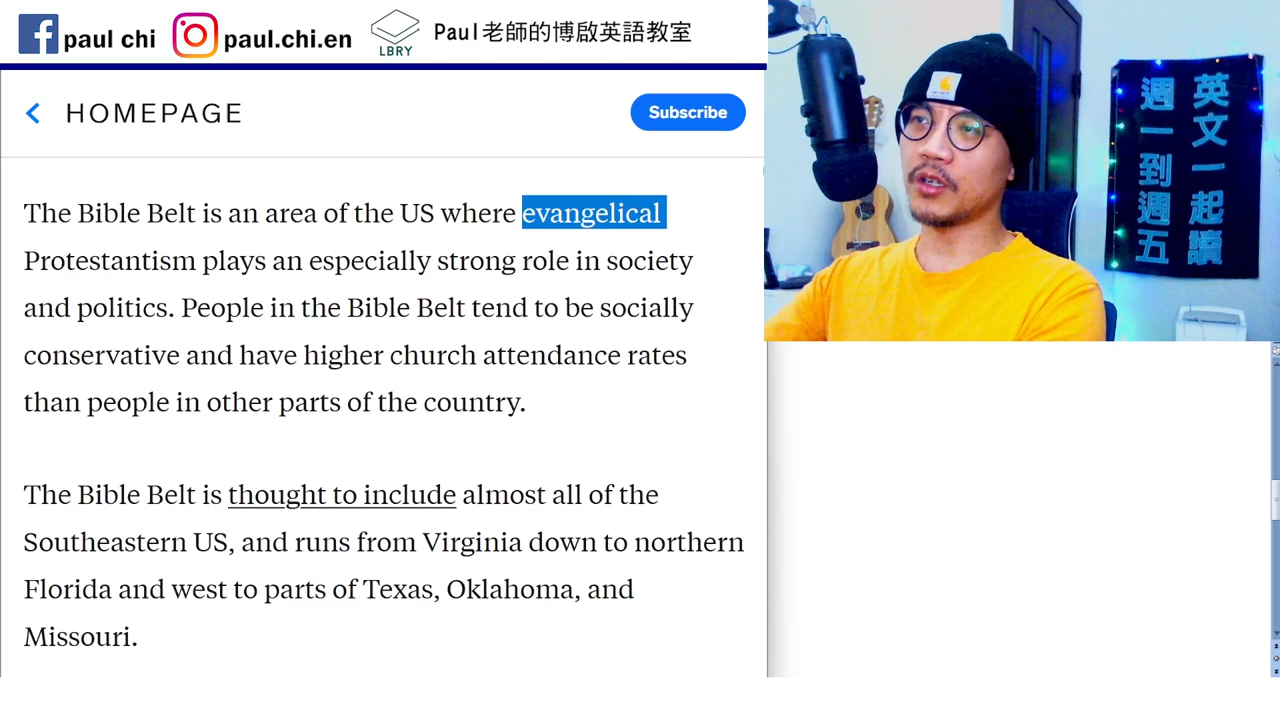 paul chi
paul.chi.en
LBRY
Paul老師的博啟英語教室
HOMEPAGE
Subscribe
The Bible Belt is an area of the US where evangelical
Protestantism plays an especially strong role in society
and politics. People in the Bible Belt tend to be socially
conservative and have higher church attendance rates
than people in other parts of the country.
The Bible Belt is thought to include almost all of the
Southeastern US, and runs from Virginia down to northern
Florida and west to parts of Texas, Oklahoma, and
Missouri.
英文一起讀
週一到週五